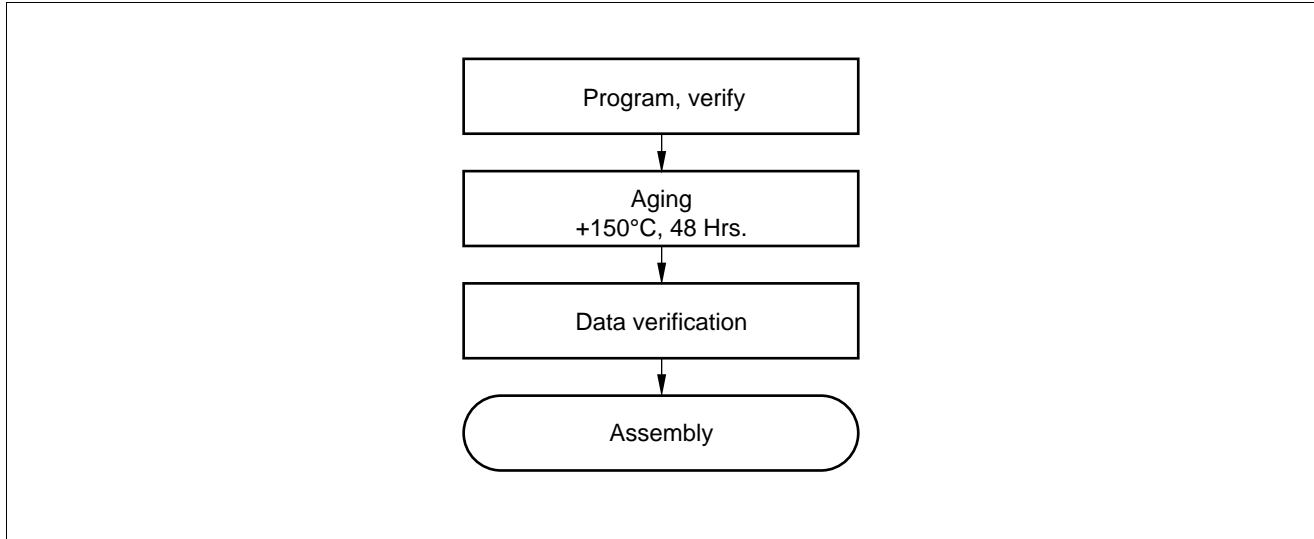 Program, verify
Aging
+150°C, 48 Hrs.
Data verification
Assembly